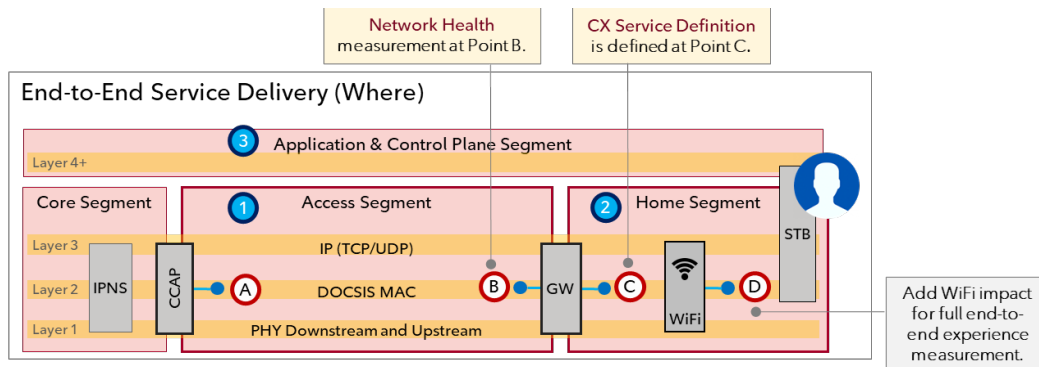 Network Health
measurement at Point B.
CX Service Definition
is defined at Point C.
End-to-End Service Delivery (Where)
3
Application & Control Plane Segment
Layer 4+
Core Segment
1
Access Segment
2
Home Segment
STB
Layer 3
IP (TCP/UDP)
IPNS
CCAP
Layer 2
A
DOCSIS MAC
B
GW
C
WiFi
D
Layer 1
PHY Downstream and Upstream
Add WiFi impact
for full end-to-
end experience
measurement.